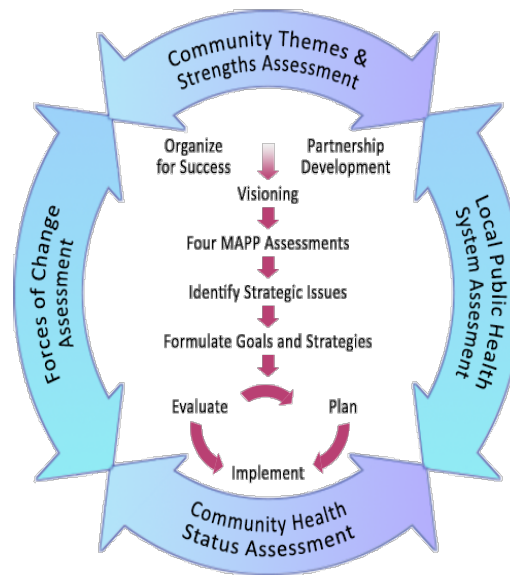 Community Themes &
Strengths Assessment
Organize
for Success
Partnership
Development
Visioning
Four MAPP Assessments
Identify Strategic Issues
Formulate Goals and Strategies
Evaluate
Plan
Implement
Forces of Change
Assessment
Local Public Health
System Assesment
Community Health
Status Assessment